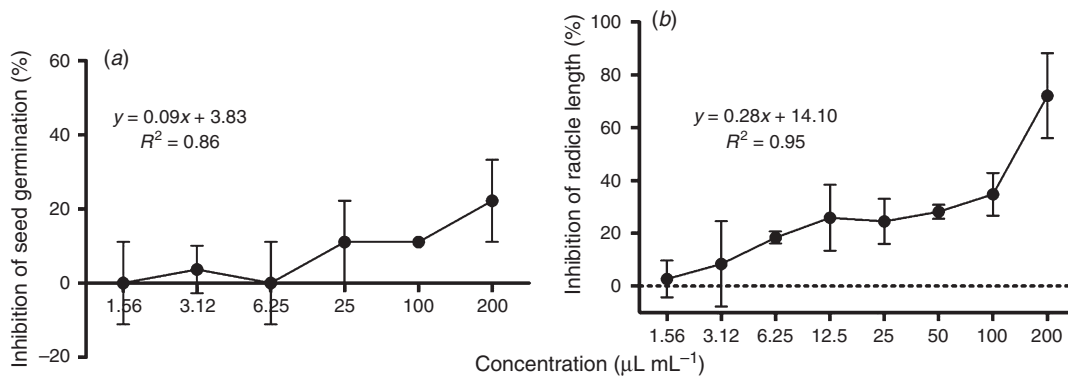 (a)
Inhibition of seed germination (%)
60
40
20
0
–20
y = 0.09x + 3.83
R² = 0.86
1.56 3.12 6.25 25 100 200
(b)
Inhibition of radicle length (%)
100
80
60
40
20
0
y = 0.28x + 14.10
R² = 0.95
1.56 3.12 6.25 12.5 25 50 100 200
Concentration (μL mL⁻¹)